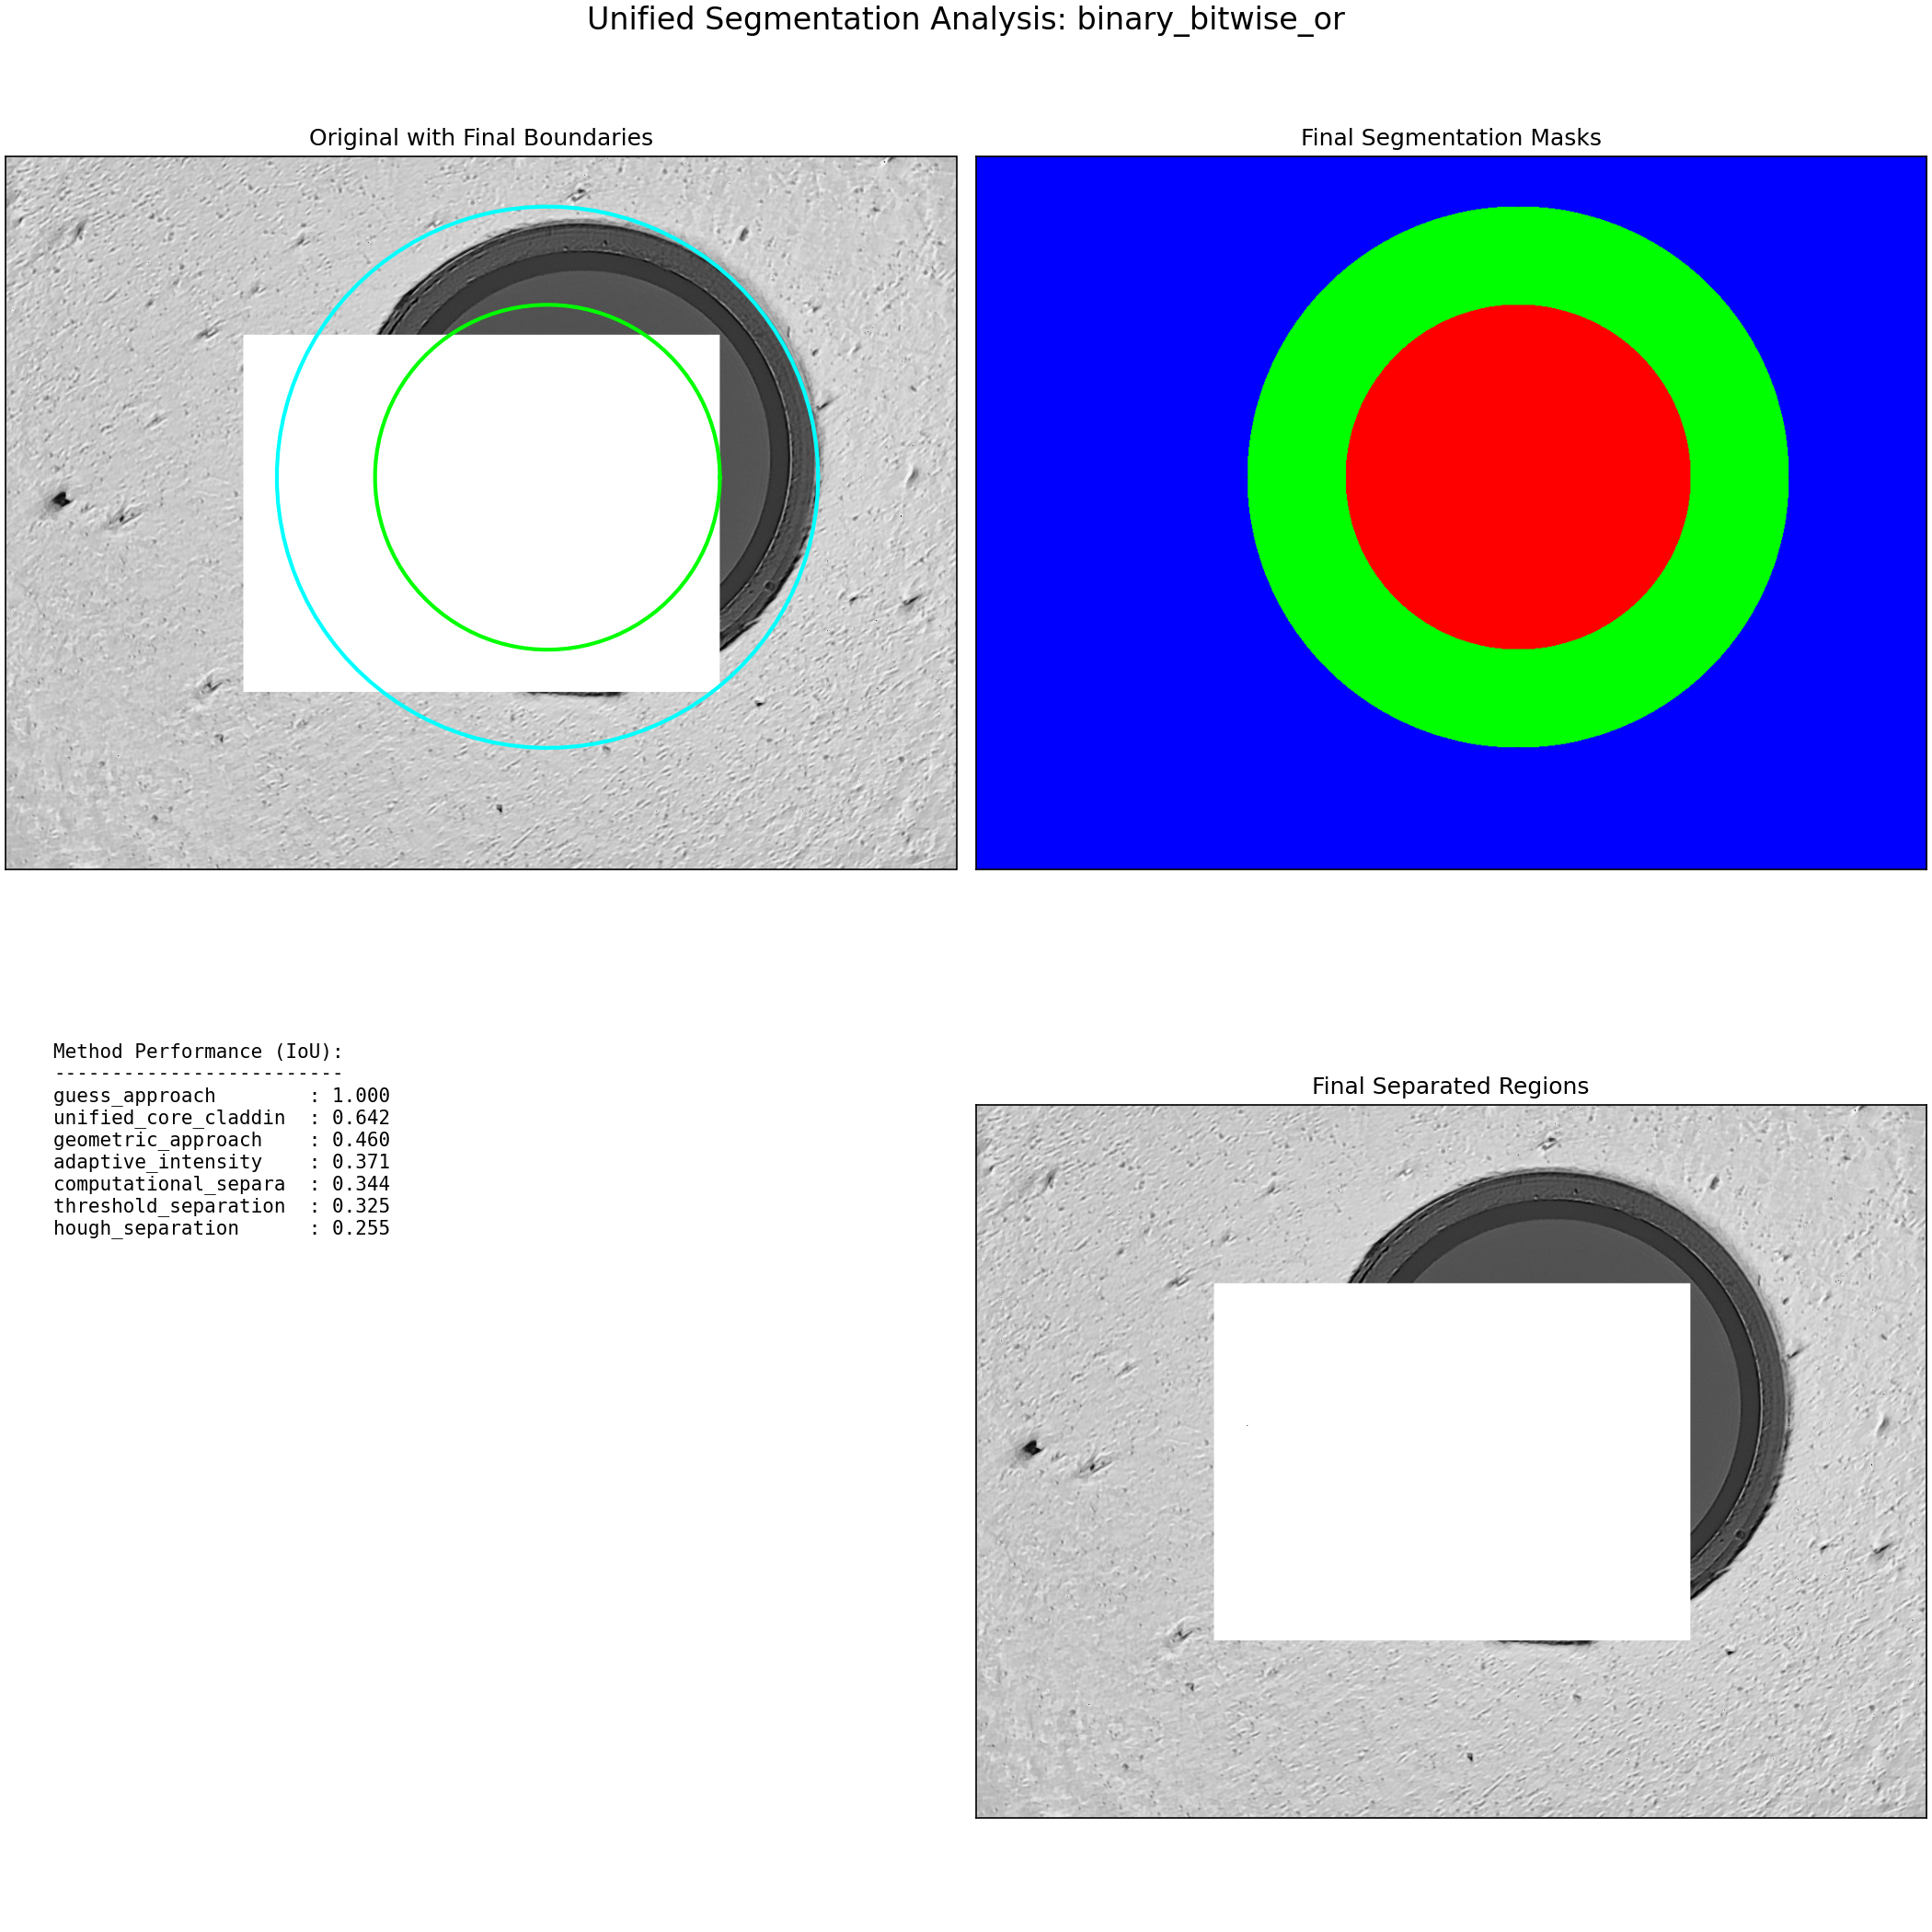 Unified Segmentation Analysis: binary_bitwise_or
Original with Final Boundaries
Final Segmentation Masks
Method Performance (IoU):
-------------------------
guess_approach        : 1.000
unified_core_claddin  : 0.642
geometric_approach    : 0.460
adaptive_intensity    : 0.371
computational_separa  : 0.344
threshold_separation  : 0.325
hough_separation      : 0.255
Final Separated Regions